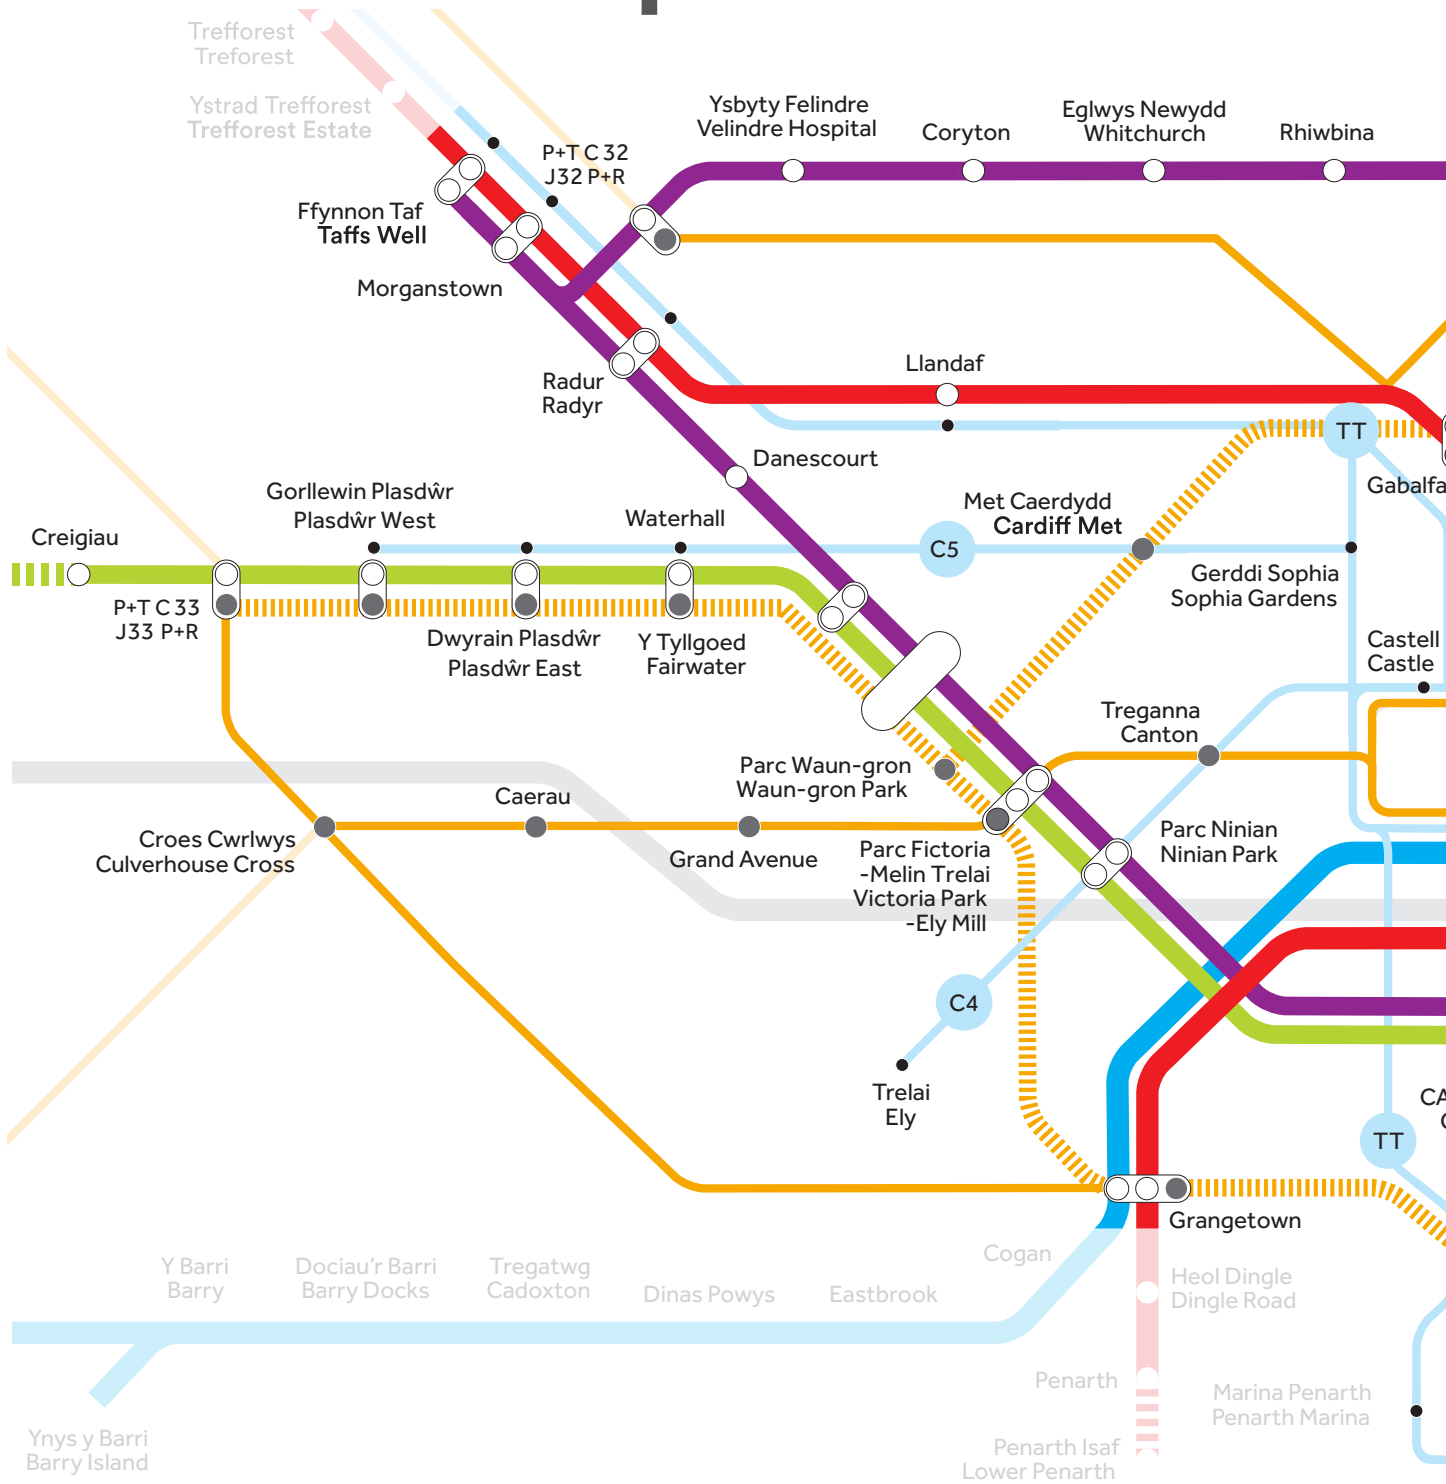 Trefforest
Treforest
Ystrad Trefforest
Trefforest Estate
P+T C 32
J32 P+R
Ysbyty Felindre
Velindre Hospital
Coryton
Eglwys Newydd
Whitchurch
Rhiwbina
Ffynnon Taf
Taffs Well
Morganstown
Radur
Radyr
Llandaf
TT
Gabalfa
Danescourt
Gorllewin Plasdŵr
Plasdŵr West
Waterhall
Met Caerdydd
Cardiff Met
Creigiau
C5
Gerddi Sophia
Sophia Gardens
P+T C 33
J33 P+R
Dwyrain Plasdŵr
Plasdŵr East
Y Tyllgoed
Fairwater
Castell
Castle
Treganna
Canton
Parc Waun-gron
Waun-gron Park
Caerau
Croes Cwrlwys
Culverhouse Cross
Grand Avenue
Parc Fictoria
-Melin Trelai
Victoria Park
-Ely Mill
Parc Ninian
Ninian Park
C4
Trelai
Ely
CA
TT
Grangetown
Cogan
Y Barri
Barry
Dociau'r Barri
Barry Docks
Tregatwg
Cadoxton
Dinas Powys
Eastbrook
Heol Dingle
Dingle Road
Penarth
Marina Penarth
Penarth Marina
Ynys y Barri
Barry Island
Penarth Isaf
Lower Penarth